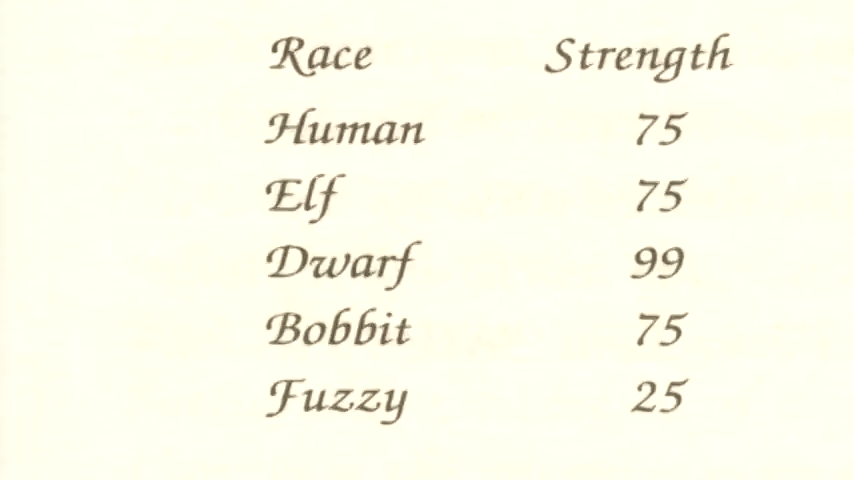 Race Strength
Human 75
Elf 75
Dwarf 99
Bobbit 75
Fuzzy 25